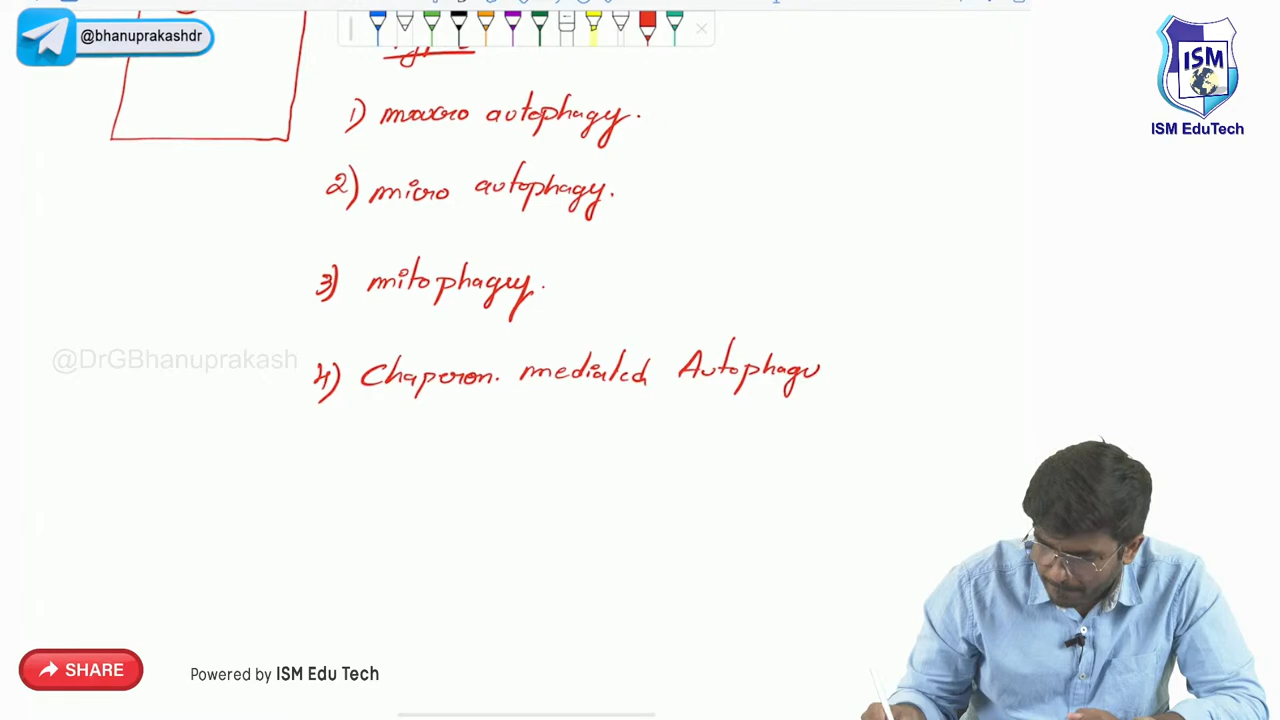 @bhanuprakashdr
ISM
ISM EduTech
1) macro autophagy.
2) micro autophagy.
3) mitophagy.
4) Chaperon. mediated Autophagy
@DrGBhanuprakash
SHARE
Powered by ISM Edu Tech